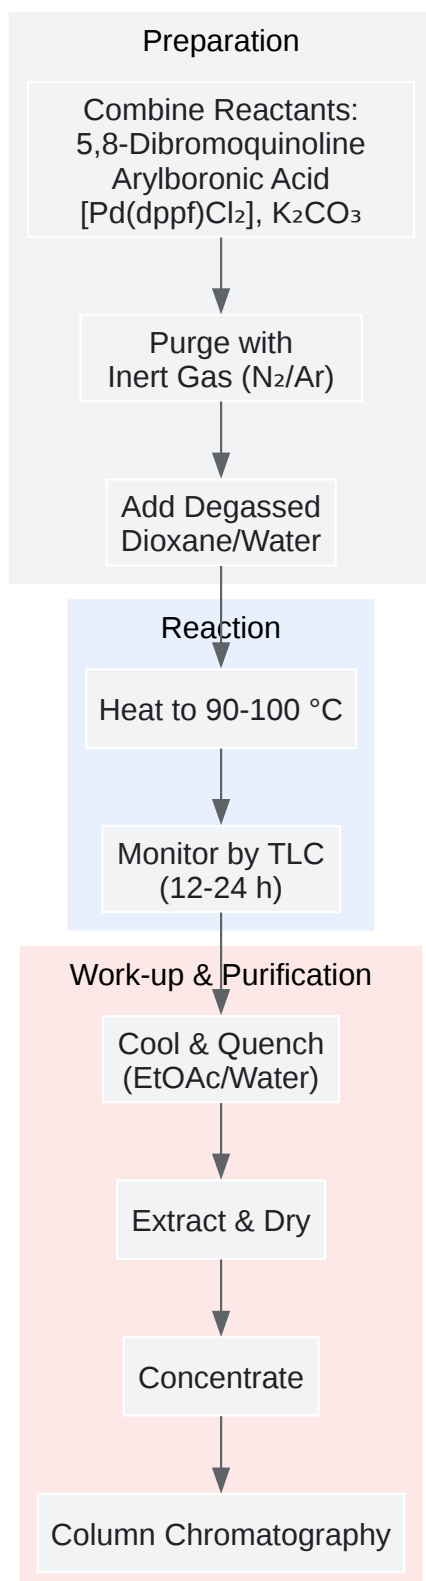 Preparation
Combine Reactants:
5,8-Dibromoquinoline
Arylboronic Acid
[Pd(dppf)Cl₂], K₂CO₃
Purge with
Inert Gas (N₂/Ar)
Add Degassed
Dioxane/Water
Reaction
Heat to 90-100 °C
Monitor by TLC
(12-24 h)
Work-up & Purification
Cool & Quench
(EtOAc/Water)
Extract & Dry
Concentrate
Column Chromatography